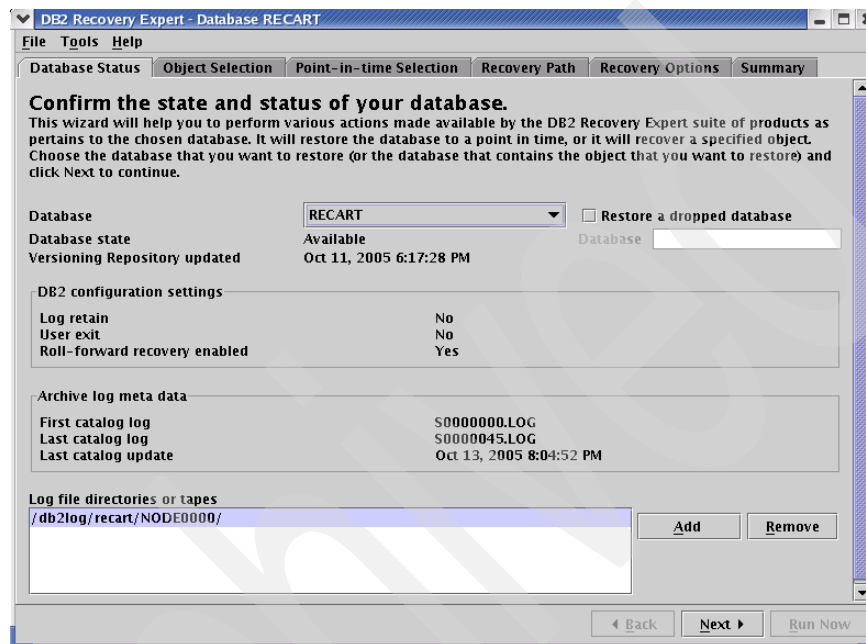 DB2 Recovery Expert - Database RECART
File Tools Help
Database Status Object Selection Point-in-time Selection Recovery Path Recovery Options Summary
Confirm the state and status of your database.
This wizard will help you to perform various actions made available by the DB2 Recovery Expert suite of products as
pertains to the chosen database. It will restore the database to a point in time, or it will recover a specified object.
Choose the database that you want to restore (or the database that contains the object that you want to restore) and
click Next to continue.
Database RECART Restore a dropped database
Database state Available Database
Versioning Repository updated Oct 11, 2005 6:17:28 PM
DB2 configuration settings
Log retain No
User exit No
Roll-forward recovery enabled Yes
Archive log meta data
First catalog log S0000000.LOG
Last catalog log S0000045.LOG
Last catalog update Oct 13, 2005 8:04:52 PM
Log file directories or tapes
/db2log/recart/NODE0000/
Add Remove
Back Next Run Now